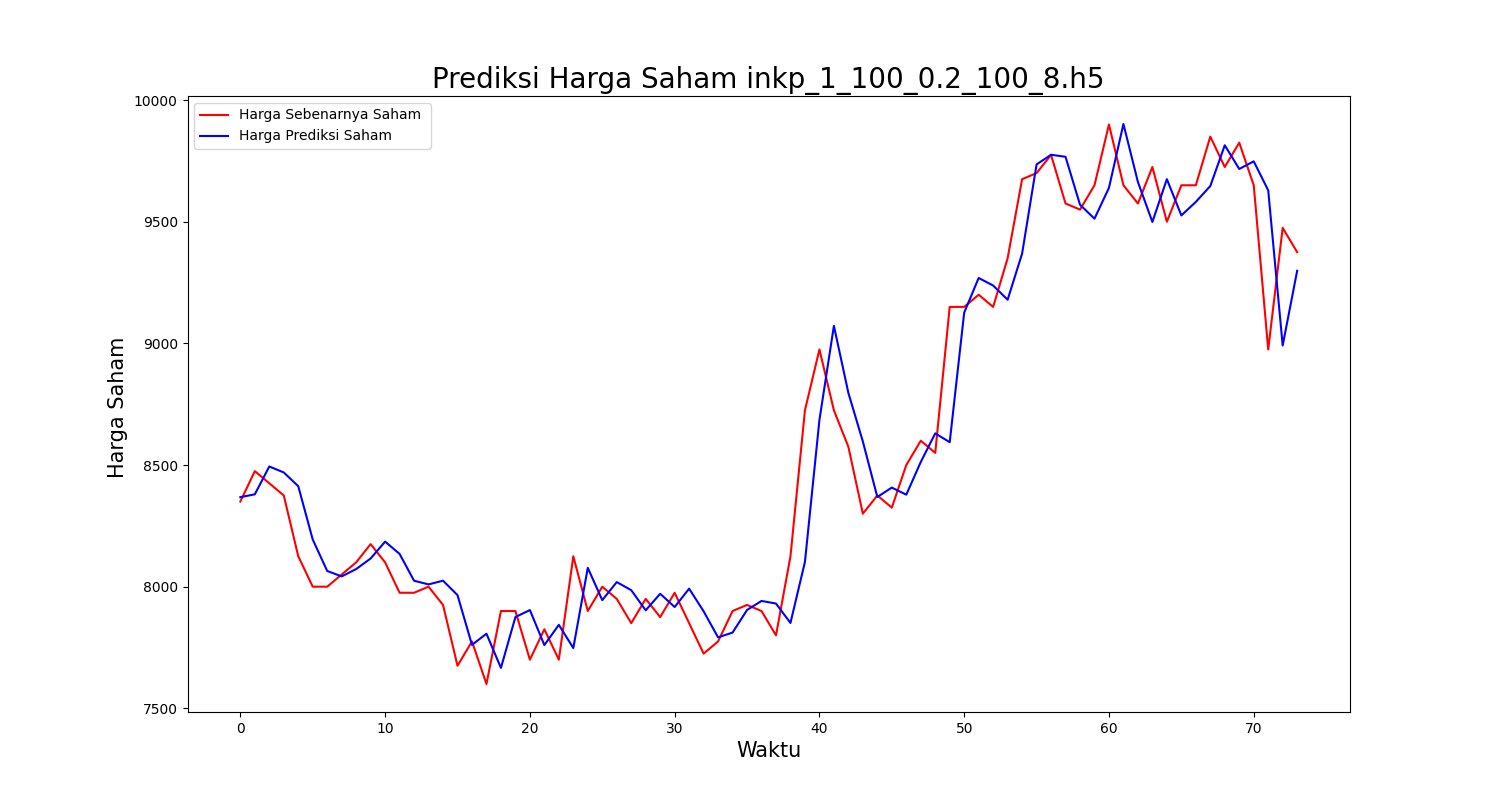 Prediksi Harga Saham inkp_1_100_0.2_100_8.h5
Harga Sebenarnya Saham
Harga Prediksi Saham
10000
9500
9000
8500
8000
7500
Harga Saham
0 10 20 30 40 50 60 70
Waktu